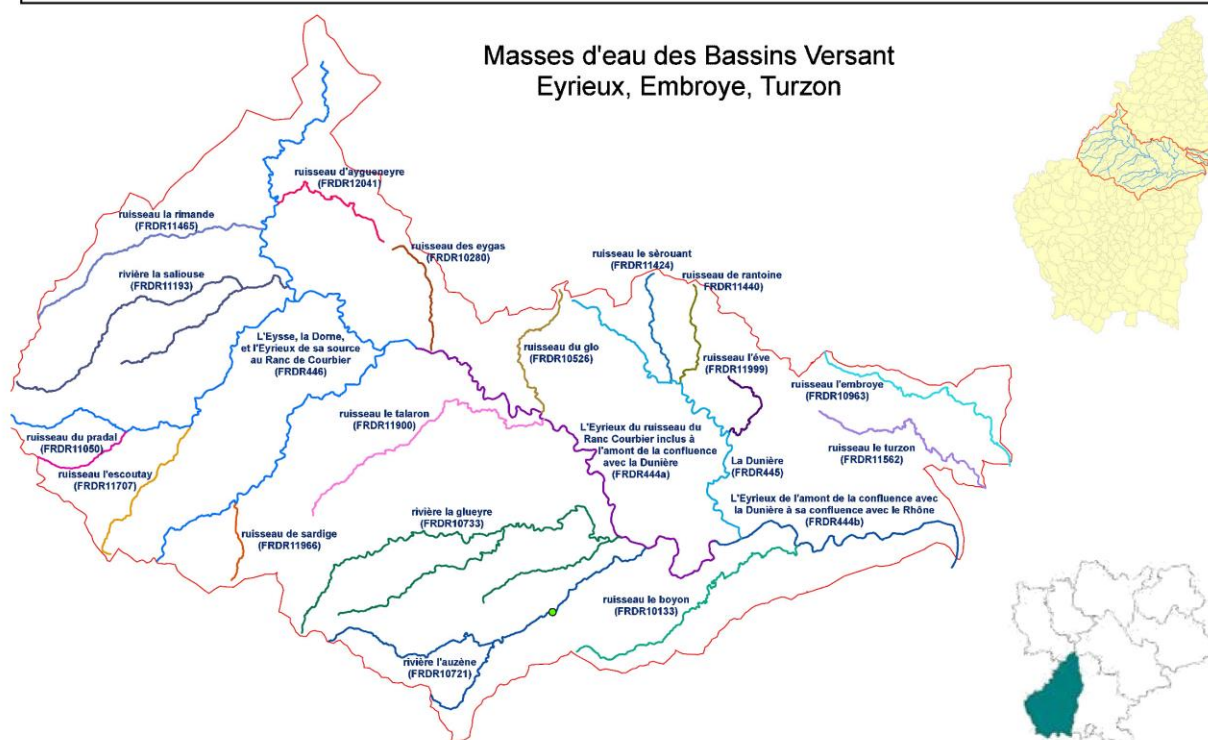 Masses d'eau des Bassins Versant
Eyrieux, Embroye, Turzon
ruisseau d'aygueneyre
(FRDR12041)
ruisseau la rimande
(FRDR11465)
ruisseau des eygas
(FRDR10280)
ruisseau le sèrouant
(FRDR11424)
ruisseau de rantoine
(FRDR11440)
rivière la saliouse
(FRDR11193)
L'Eysse, la Dorne,
et l'Eyrieux de sa source
au Ranc de Courbier
(FRDR446)
ruisseau du glo
(FRDR10526)
ruisseau l'éve
(FRDR11999)
ruisseau l'embroye
(FRDR10963)
ruisseau le talaron
(FRDR11900)
ruisseau du pradal
(FRDR11050)
L'Eyrieux du ruisseau du
Ranc Courbier inclus à
l'amont de la confluence
avec la Dunière
(FRDR444a)
La Dunière
(FRDR445)
ruisseau le turzon
(FRDR11562)
ruisseau l'escoutay
(FRDR11707)
L'Eyrieux de l'amont de la confluence avec
la Dunière à sa confluence avec le Rhône
(FRDR444b)
rivière la glueyre
(FRDR10733)
ruisseau de sardige
(FRDR11966)
ruisseau le boyon
(FRDR10133)
rivière l'auzène
(FRDR10721)